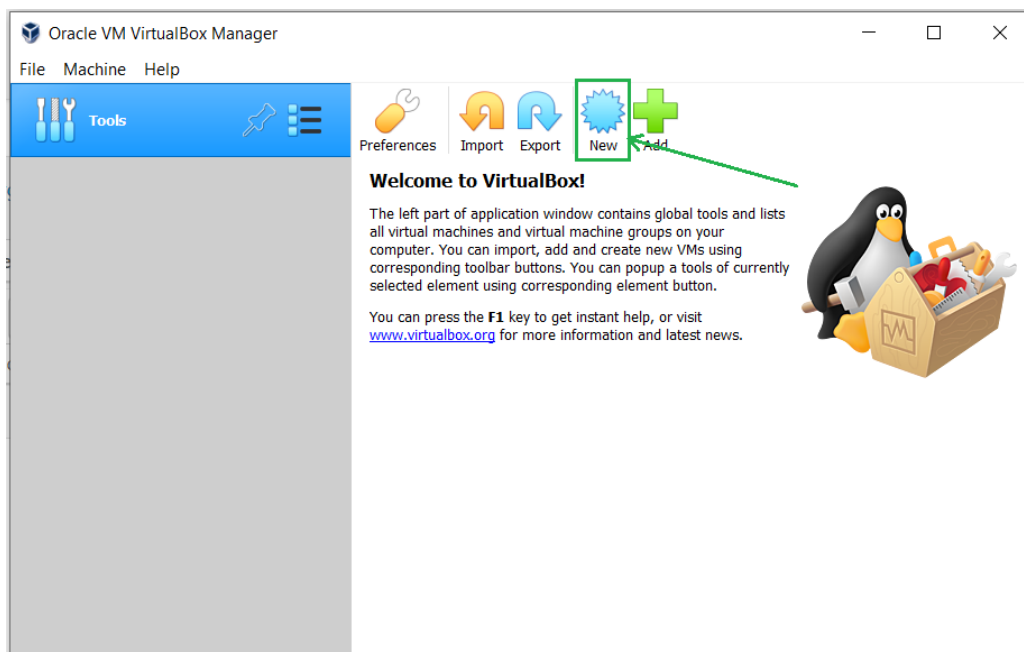 Oracle VM VirtualBox Manager
File Machine Help
Tools
Preferences Import Export New Add
Welcome to VirtualBox!
The left part of application window contains global tools and lists
all virtual machines and virtual machine groups on your
computer. You can import, add and create new VMs using
corresponding toolbar buttons. You can popup a tools of currently
selected element using corresponding element button.
You can press the F1 key to get instant help, or visit
www.virtualbox.org for more information and latest news.